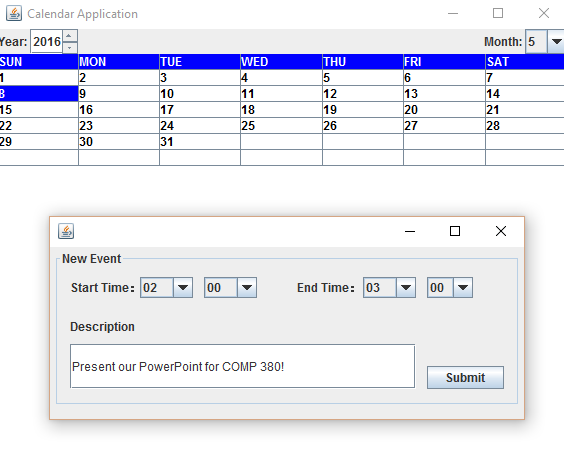 Calendar Application
Year: 2016 Month: 5
SUN MON TUE WED THU FRI SAT
1 2 3 4 5 6 7
8 9 10 11 12 13 14
15 16 17 18 19 20 21
22 23 24 25 26 27 28
29 30 31
New Event
Start Time: 02 00 End Time: 03 00
Description
Present our PowerPoint for COMP 380!
Submit